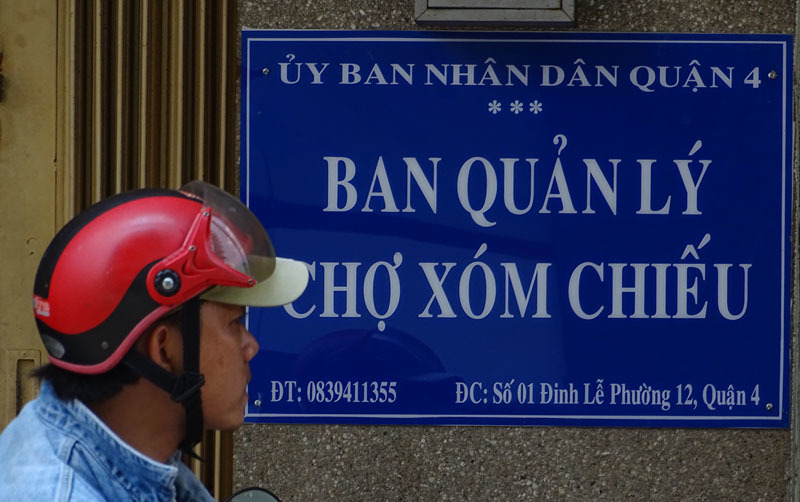 ỦY BAN NHÂN DÂN QUẬN 4
***
BAN QUẢN LÝ
CHỢ XÓM CHIẾU
ĐT: 0839411355 ĐC: Số 01 Đinh Lễ Phường 12, Quận 4